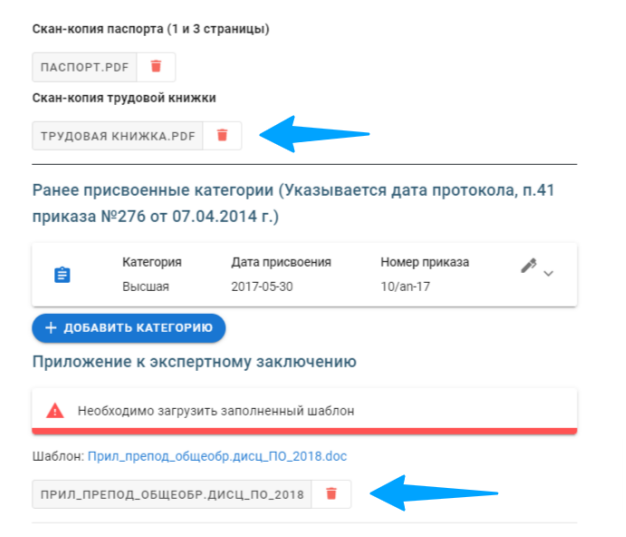 Скан-копия паспорта (1 и 3 страницы)
ПАСПОРТ.PDF
Скан-копия трудовой книжки
ТРУДОВАЯ КНИЖКА.PDF
Ранее присвоенные категории (Указывается дата протокола, п.41
приказа №276 от 07.04.2014 г.)
Категория Дата присвоения Номер приказа
Высшая 2017-05-30 10/ап-17
+ ДОБАВИТЬ КАТЕГОРИЮ
Приложение к экспертному заключению
Необходимо загрузить заполненный шаблон
Шаблон: Прил_препод_общеобр.дисц_ПО_2018.doc
ПРИЛ_ПРЕПОД_ОБЩЕОБР.ДИСЦ_ПО_2018